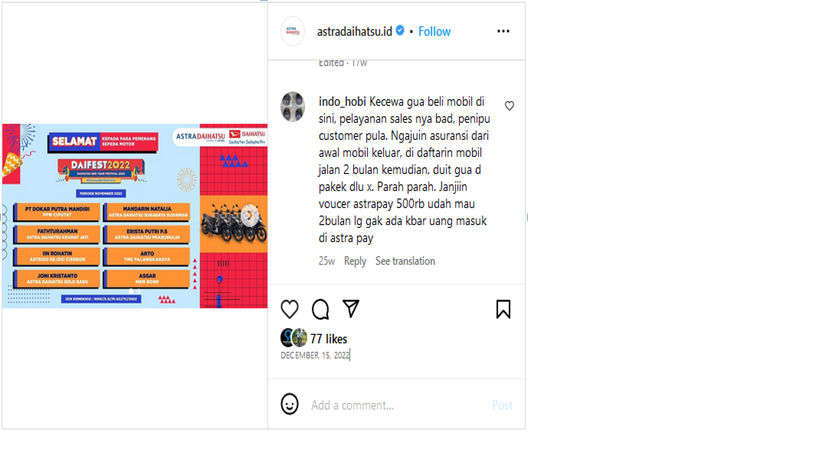 astradaihatsu.id • Follow
Edited · 17w
indo_hobi Kecewa gua beli mobil di
sini, pelayanan sales nya bad, penipu
customer pula. Ngajuin asuransi dari
awal mobil keluar, di daftarin mobil
jalan 2 bulan kemudian, duit gua d
pakek dlu x. Parah parah. Janjiin
voucer astrapay 500rb udah mau
2bulan lg gak ada kbar uang masuk
di astra pay
25w Reply See translation
77 likes
DECEMBER 15, 2022
Add a comment...
Post
SELAMAT
KEPADA PARA PEMENANG
SEPEDA MOTOR
ASTRA DAIHATSU
DAIHATSU
DAIFEST2022
PERIODE NOVEMBER 2022
PT DOKAR PUTRA MANDIRI
PPM CIPUTAT
MANDARIN NATALIA
ASTRA DAIHATSU SURABAYA SUDIRMAN
FATHTURAHMAN
ASTRA DAIHATSU KRAMAT JATI
ERISTA PUTRI P.S
ASTRA DAIHATSU PRABUMULIH
IIN ROHATIN
ASTRIDO REJEKI CIREBON
ARTO
TMS PALANGKARAYA
JONI KRISTANTO
ASTRA DAIHATSU SOLO BARU
ASGAR